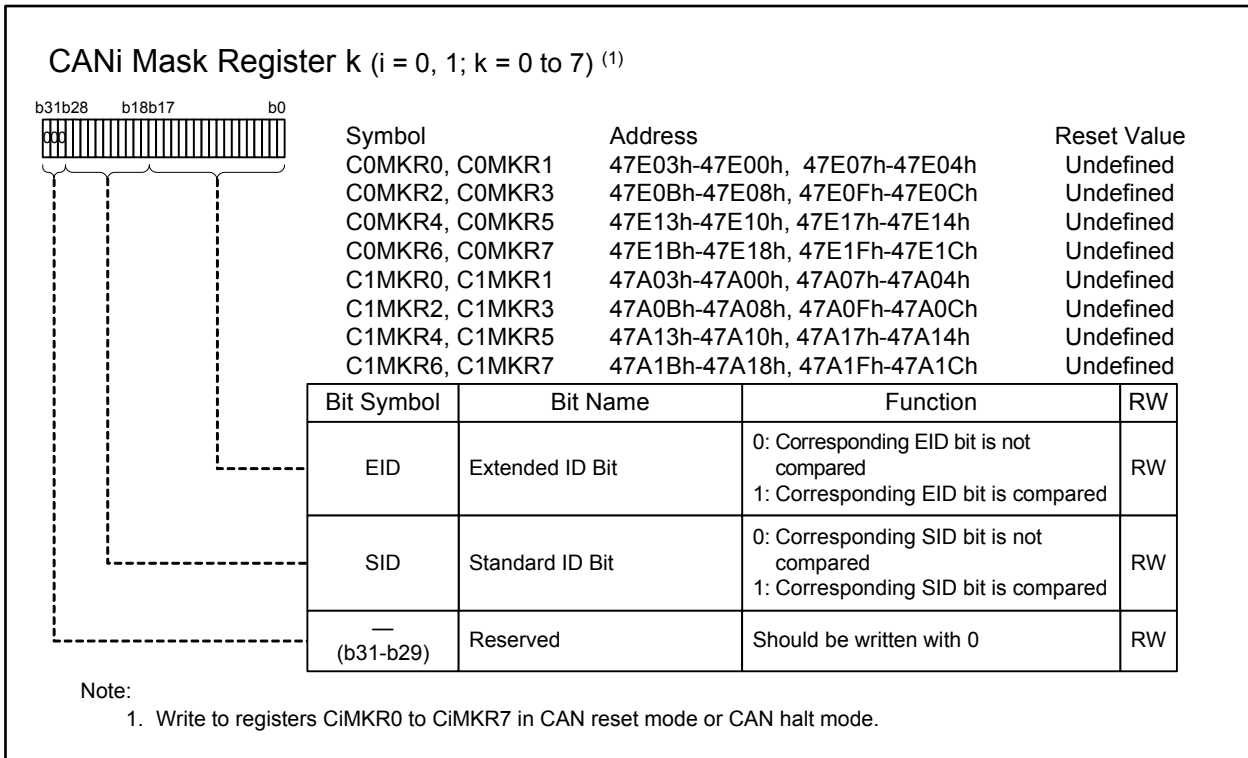 CANi Mask Register k (i = 0, 1; k = 0 to 7) (1)
b31b28 b18b17 b0
000
Symbol Address Reset Value
C0MKR0, C0MKR1 47E03h-47E00h, 47E07h-47E04h Undefined
C0MKR2, C0MKR3 47E0Bh-47E08h, 47E0Fh-47E0Ch Undefined
C0MKR4, C0MKR5 47E13h-47E10h, 47E17h-47E14h Undefined
C0MKR6, C0MKR7 47E1Bh-47E18h, 47E1Fh-47E1Ch Undefined
C1MKR0, C1MKR1 47A03h-47A00h, 47A07h-47A04h Undefined
C1MKR2, C1MKR3 47A0Bh-47A08h, 47A0Fh-47A0Ch Undefined
C1MKR4, C1MKR5 47A13h-47A10h, 47A17h-47A14h Undefined
C1MKR6, C1MKR7 47A1Bh-47A18h, 47A1Fh-47A1Ch Undefined
Bit Symbol Bit Name Function RW
EID Extended ID Bit 0: Corresponding EID bit is not
compared
1: Corresponding EID bit is compared RW
SID Standard ID Bit 0: Corresponding SID bit is not
compared
1: Corresponding SID bit is compared RW
—
(b31-b29) Reserved Should be written with 0 RW
Note:
1. Write to registers CiMKR0 to CiMKR7 in CAN reset mode or CAN halt mode.